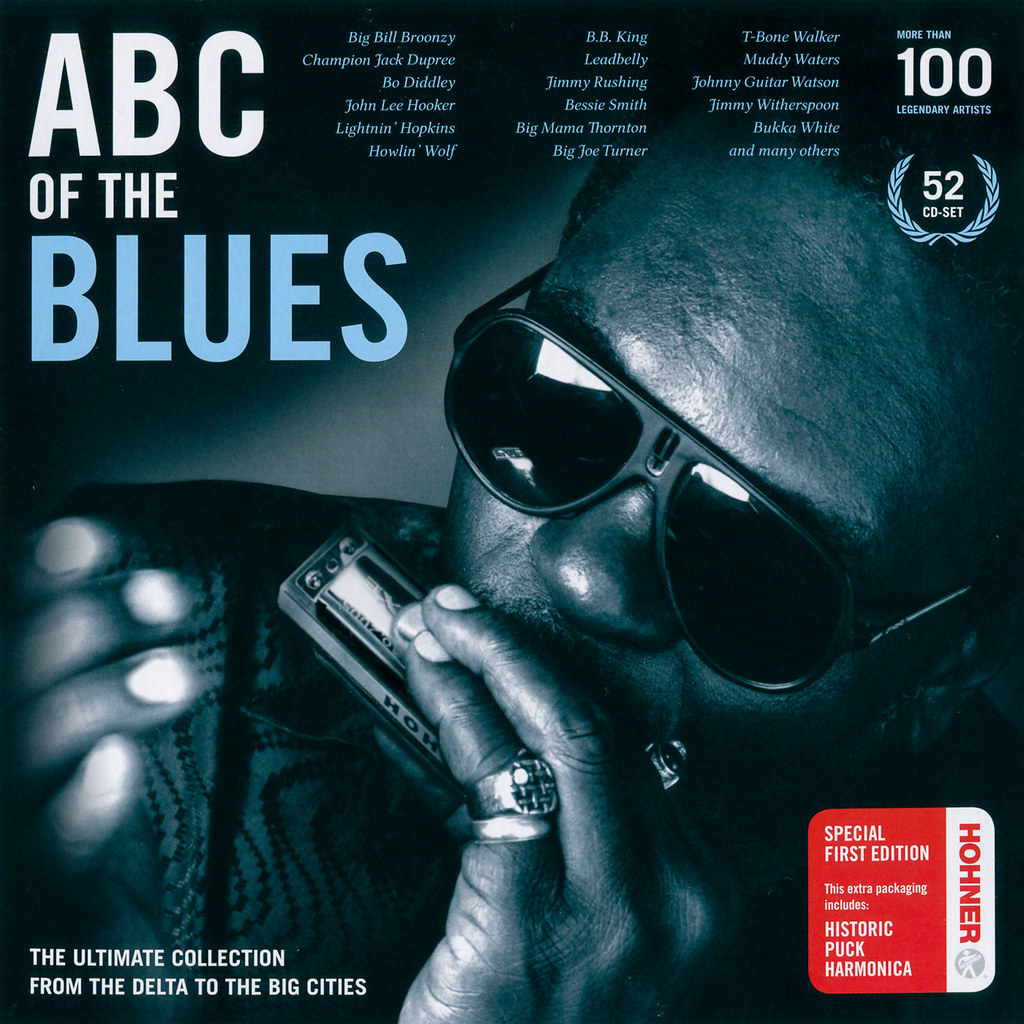 ABC
OF THE
BLUES
Big Bill Broonzy
Champion Jack Dupree
Bo Diddley
John Lee Hooker
Lightnin' Hopkins
Howlin' Wolf
B.B. King
Leadbelly
Jimmy Rushing
Bessie Smith
Big Mama Thornton
Big Joe Turner
T-Bone Walker
Muddy Waters
Johnny Guitar Watson
Jimmy Witherspoon
Bukka White
and many others
MORE THAN
100
LEGENDARY ARTISTS
52
CD-SET
HOH
SPECIAL
FIRST EDITION
This extra packaging
includes:
HISTORIC
PUCK
HARMONICA
HOHNER
THE ULTIMATE COLLECTION
FROM THE DELTA TO THE BIG CITIES